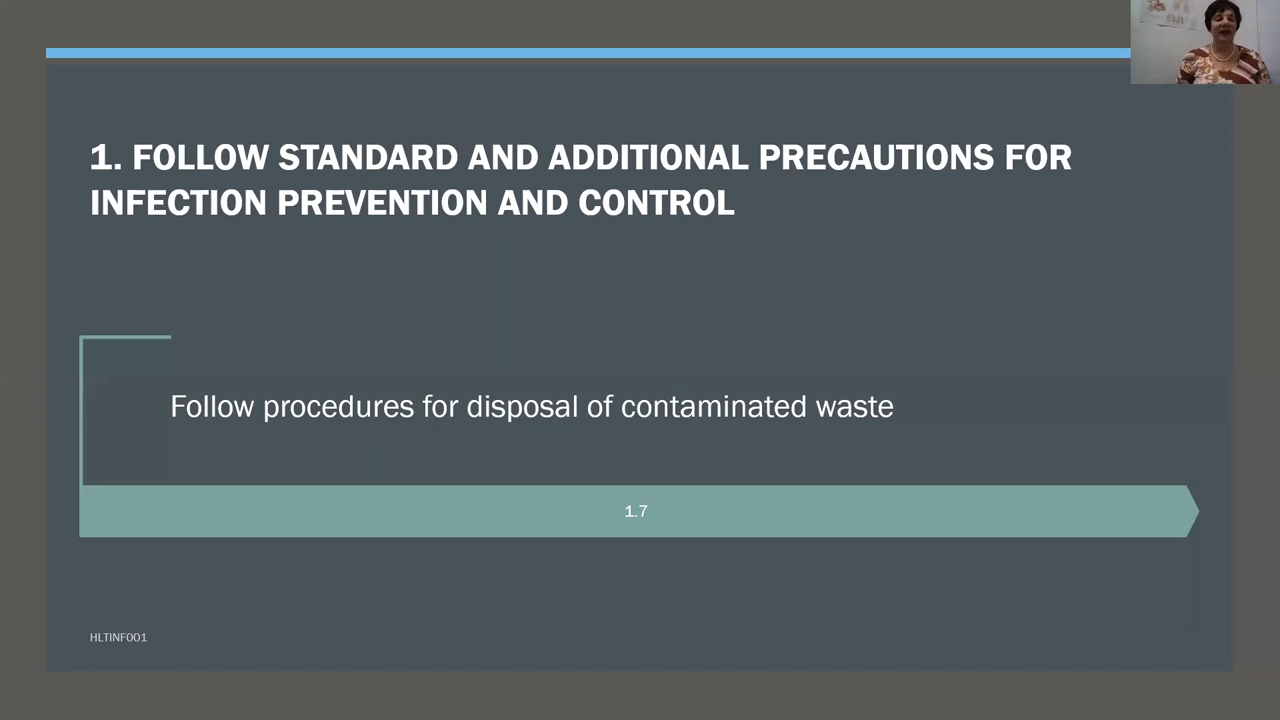 1. FOLLOW STANDARD AND ADDITIONAL PRECAUTIONS FOR
INFECTION PREVENTION AND CONTROL
Follow procedures for disposal of contaminated waste
1.7
HLTINF001